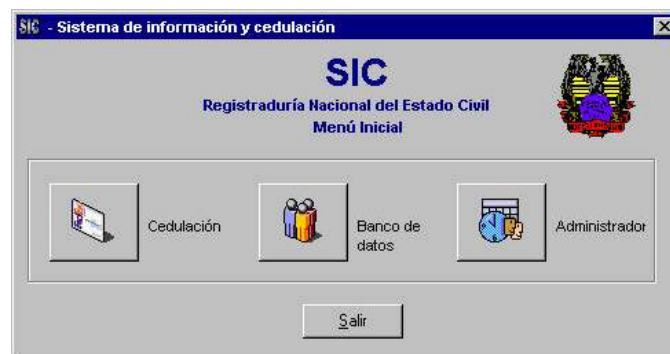 SIC - Sistema de información y cedulación
SIC
Registraduría Nacional del Estado Civil
Menú Inicial
Cedulación
Banco de
datos
Administrador
Salir